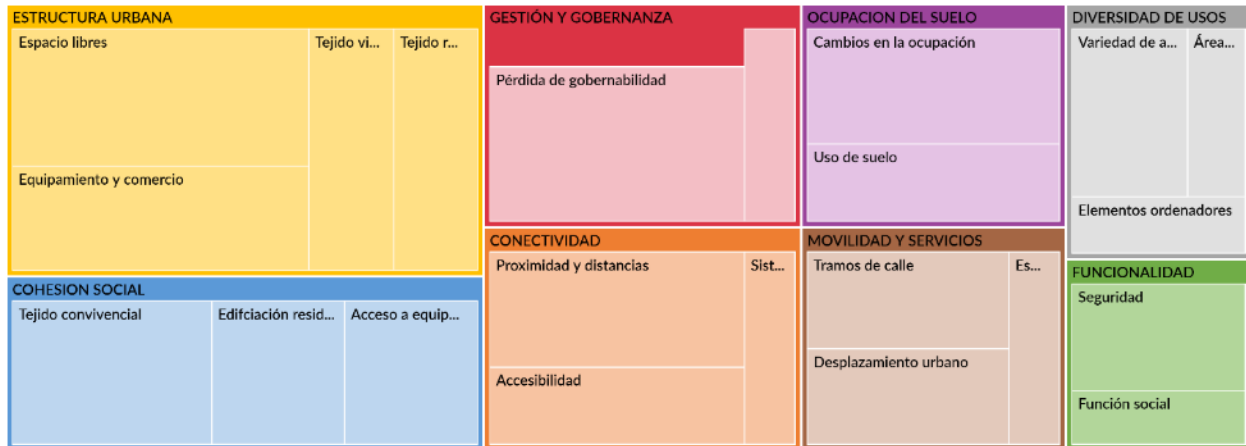 ESTRUCTURA URBANA
Espacio libres
Tejido vi...
Tejido r...
Equipamiento y comercio
COHESION SOCIAL
Tejido convivencial
Edifciación resid...
Acceso a equip...
GESTIÓN Y GOBERNANZA
Pérdida de gobernabilidad
CONECTIVIDAD
Proximidad y distancias
Sist...
Accesibilidad
OCUPACION DEL SUELO
Cambios en la ocupación
Uso de suelo
MOVILIDAD Y SERVICIOS
Tramos de calle
Es...
Desplazamiento urbano
DIVERSIDAD DE USOS
Variedad de a...
Área...
Elementos ordenadores
FUNCIONALIDAD
Seguridad
Función social